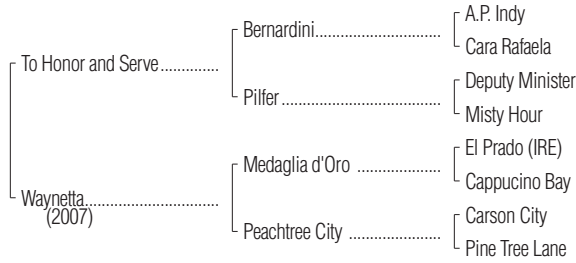 A.P. Indy
Bernardini
Cara Rafaela
To Honor and Serve
Deputy Minister
Pilfer
Misty Hour
El Prado (IRE)
Medaglia d'Oro
Cappucino Bay
Waynetta
(2007)
Carson City
Peachtree City
Pine Tree Lane